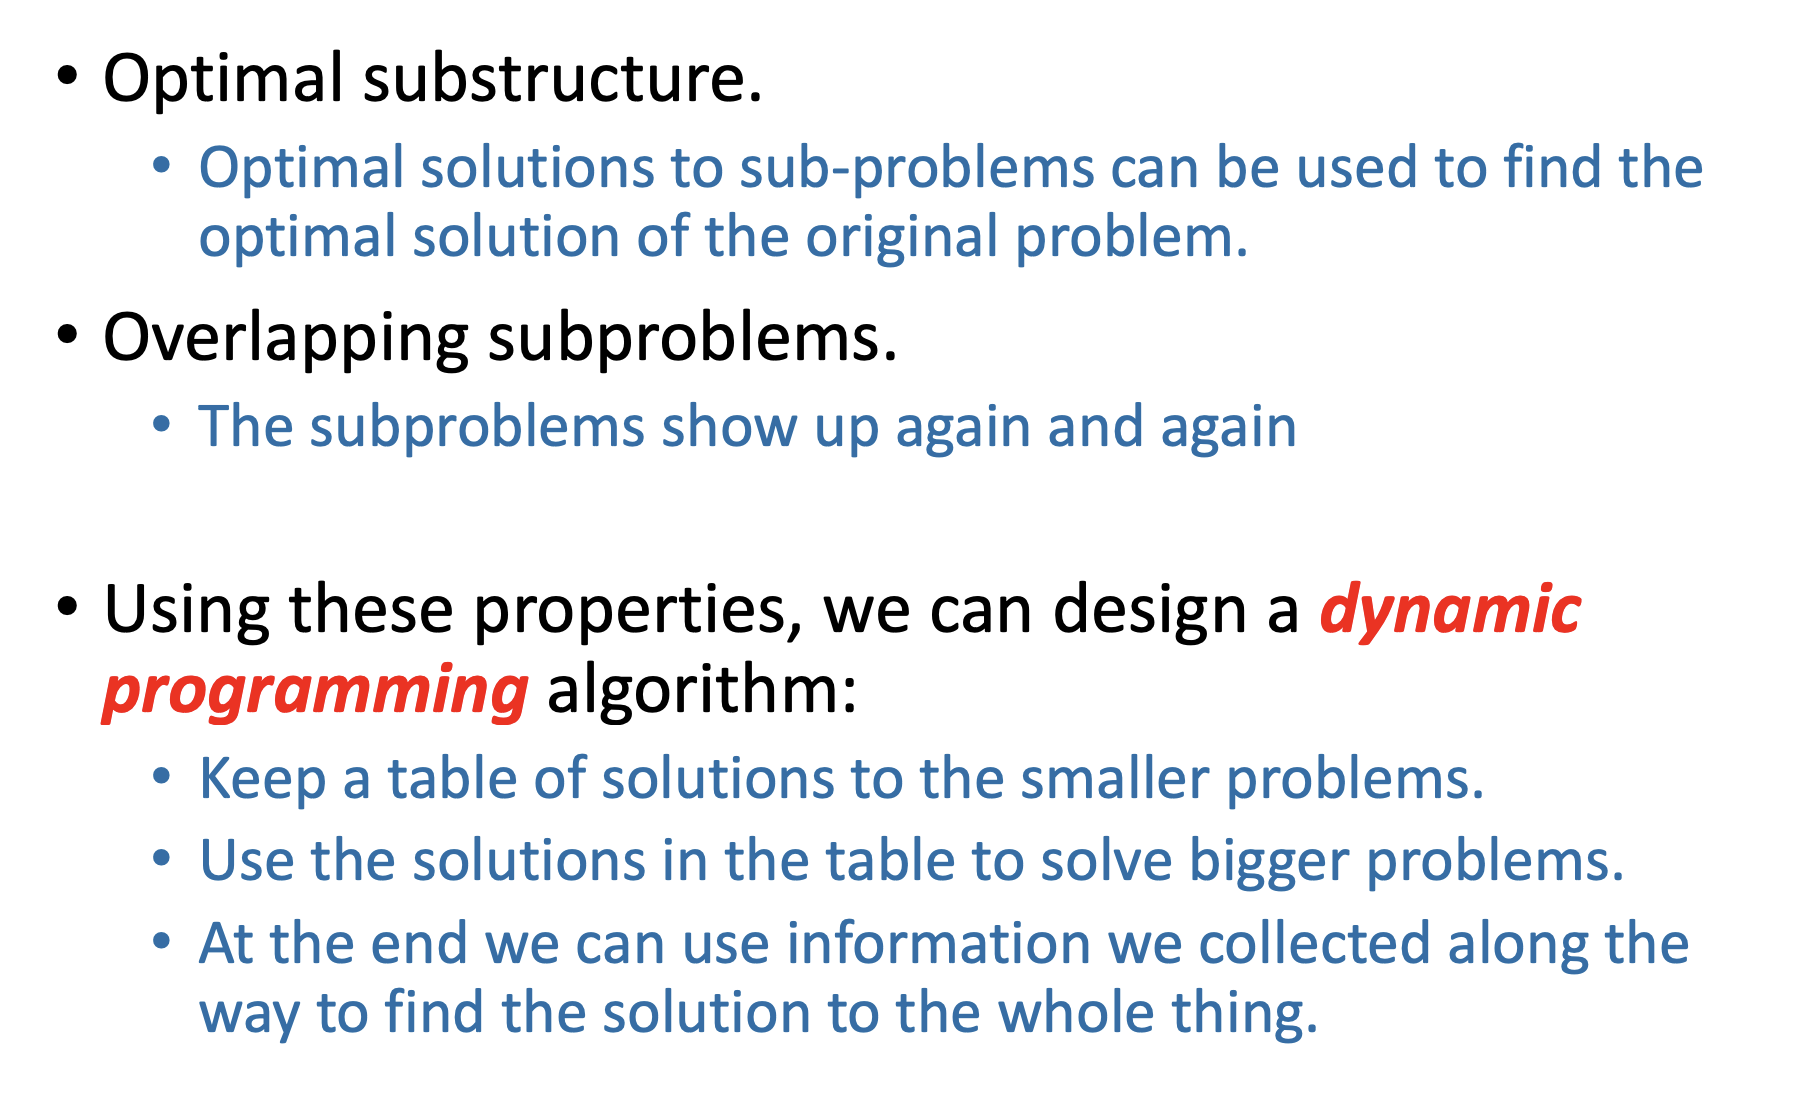 • Optimal substructure.
• Optimal solutions to sub-problems can be used to find the
optimal solution of the original problem.
• Overlapping subproblems.
• The subproblems show up again and again
• Using these properties, we can design a dynamic
programming algorithm:
• Keep a table of solutions to the smaller problems.
• Use the solutions in the table to solve bigger problems.
• At the end we can use information we collected along the
way to find the solution to the whole thing.